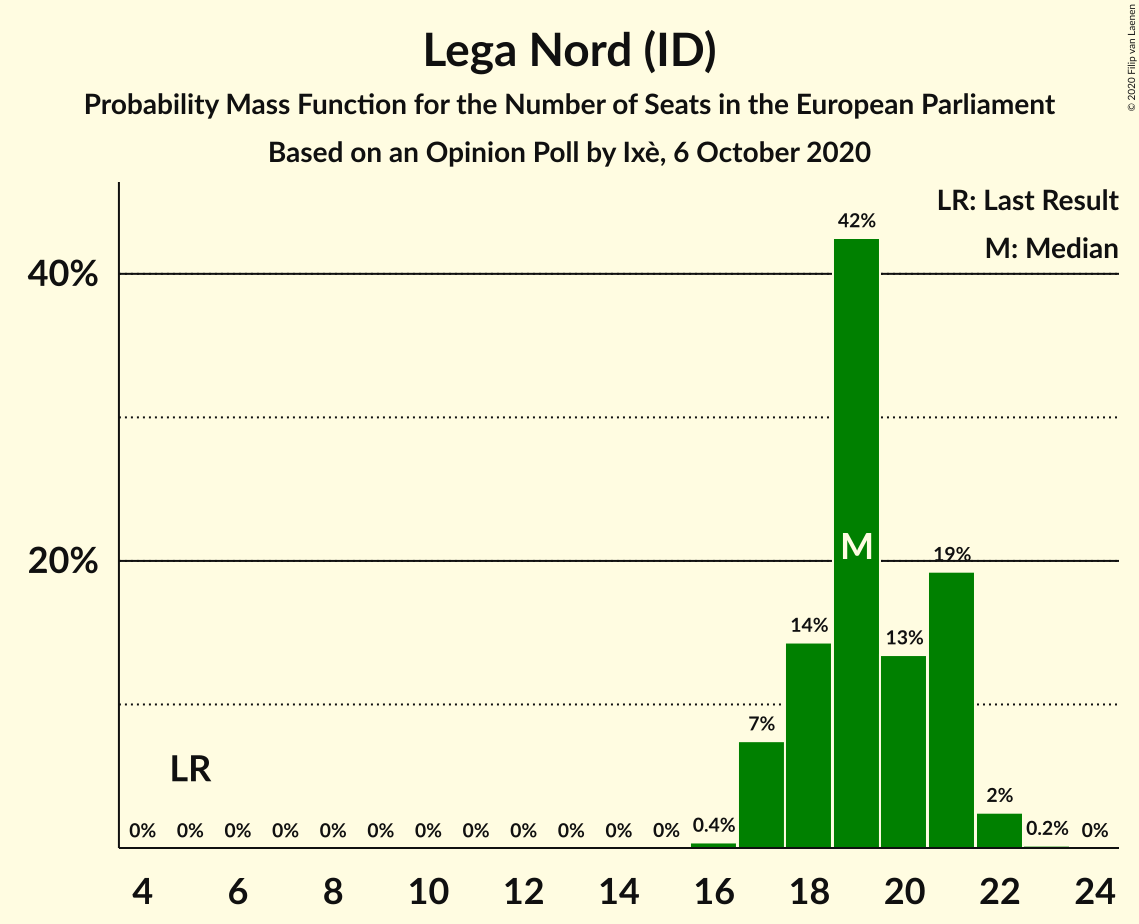 Lega Nord (ID)
Probability Mass Function for the Number of Seats in the European Parliament
Based on an Opinion Poll by Ixè, 6 October 2020
© 2020 Filip van Laenen
LR: Last Result
M: Median
42%
40%
M
19%
20%
14%
13%
7%
LR
2%
0% 0% 0% 0% 0% 0% 0% 0% 0% 0% 0% 0% 0.4% 0.2% 0%
4 6 8 10 12 14 16 18 20 22 24